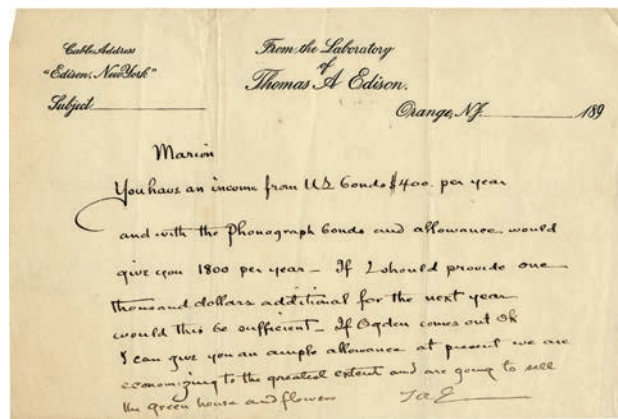 Cable Address
"Edison, New York"
Subject
From the Laboratory
of
Thomas A Edison.
Orange, N.J. 189
Marion
You have an income from US bonds $400. per year
and with the Phonograph bonds and allowance would
give you 1800 per year — If I should provide one
thousand dollars additional for the next year
would this be sufficient — If Ogden comes out Ok
I can give you an ample allowance at present we are
economizing to the greatest extent and are going to sell
the green house and flowers
TAE